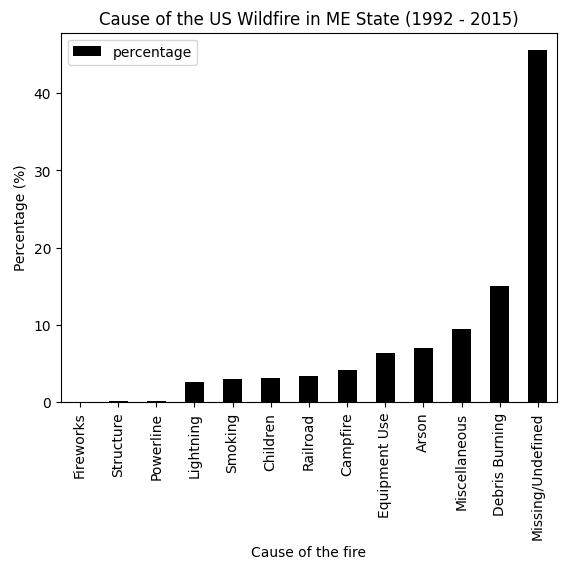 Cause of the US Wildfire in ME State (1992 - 2015)
percentage
Percentage (%)
40
30
20
10
0
Fireworks
Structure
Powerline
Lightning
Smoking
Children
Railroad
Campfire
Equipment Use
Arson
Miscellaneous
Debris Burning
Missing/Undefined
Cause of the fire